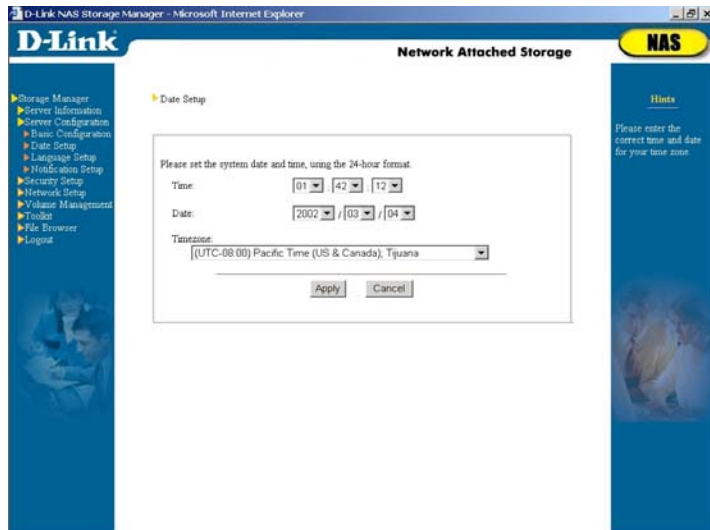 D-Link NAS Storage Manager - Microsoft Internet Explorer
D-Link
Network Attached Storage
NAS
Storage Manager
Server Information
Server Configuration
Basic Configuration
Date Setup
Language Setup
Notification Setup
Security Setup
Network Setup
Volume Management
Toolkit
File Browser
Logout
Date Setup
Please set the system date and time, using the 24-hour format.
Time: 01 : 42 : 12
Date: 2002 / 03 / 04
Timezone:
(UTC-08:00) Pacific Time (US & Canada); Tijuana
Apply Cancel
Hints
Please enter the
correct time and date
for your time zone.